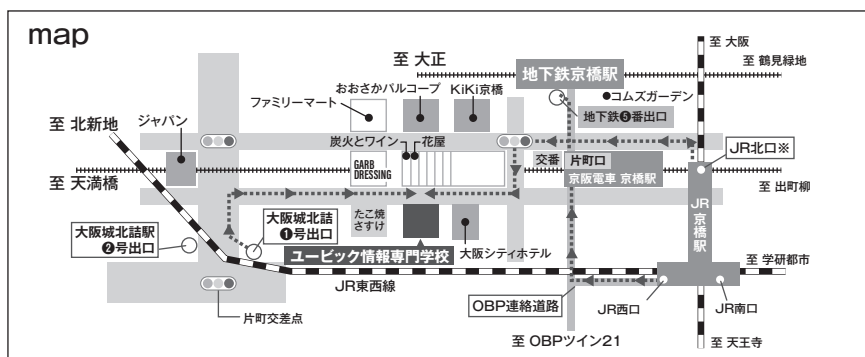 map
至 大阪
至 鶴見緑地
至 大正
地下鉄京橋駅
おおさかパルコープ
KiKi京橋
コムズガーデン
ファミリーマート
地下鉄❺番出口
ジャパン
至 北新地
炭火とワイン
花屋
交番
片町口
JR北口※
GARB
DRESSING
京阪電車 京橋駅
至 天満橋
至 出町柳
JR京橋駅
たこ焼
さすけ
大阪城北詰
❶号出口
大阪城北詰駅
❷号出口
ユービック情報専門学校
大阪シティホテル
至 学研都市
JR東西線
OBP連絡道路
JR西口
JR南口
片町交差点
至 OBPツイン21
至 天王寺